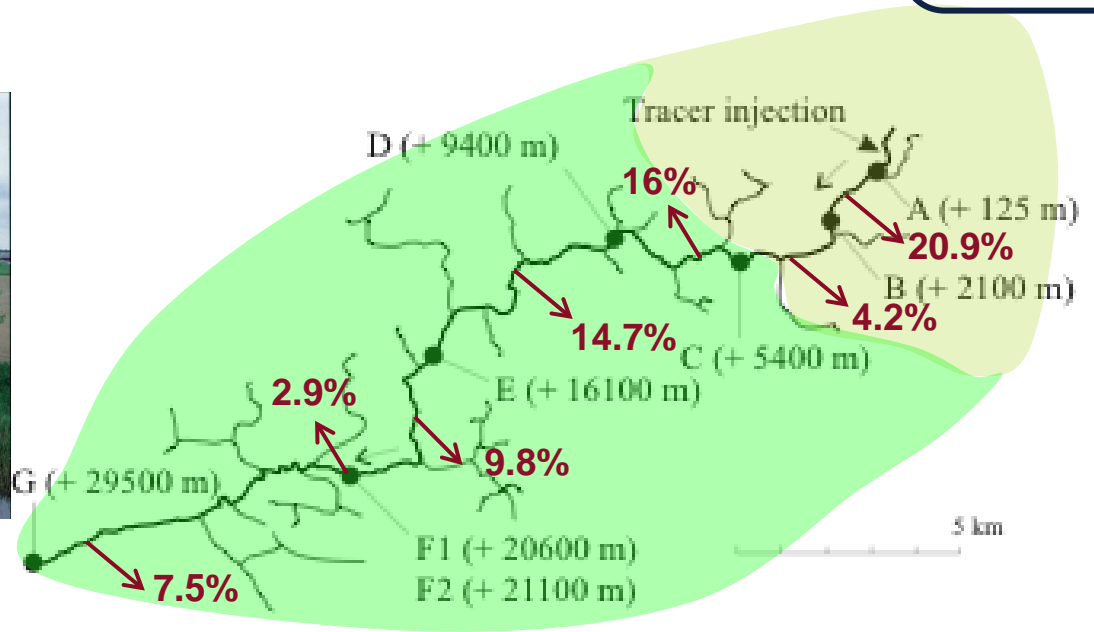 Tracer injection
D (+ 9400 m)
16%
A (+ 125 m)
20.9%
B (+ 2100 m)
4.2%
14.7%
C (+ 5400 m)
E (+ 16100 m)
2.9%
9.8%
G (+ 29500 m)
5 km
F1 (+ 20600 m)
F2 (+ 21100 m)
7.5%